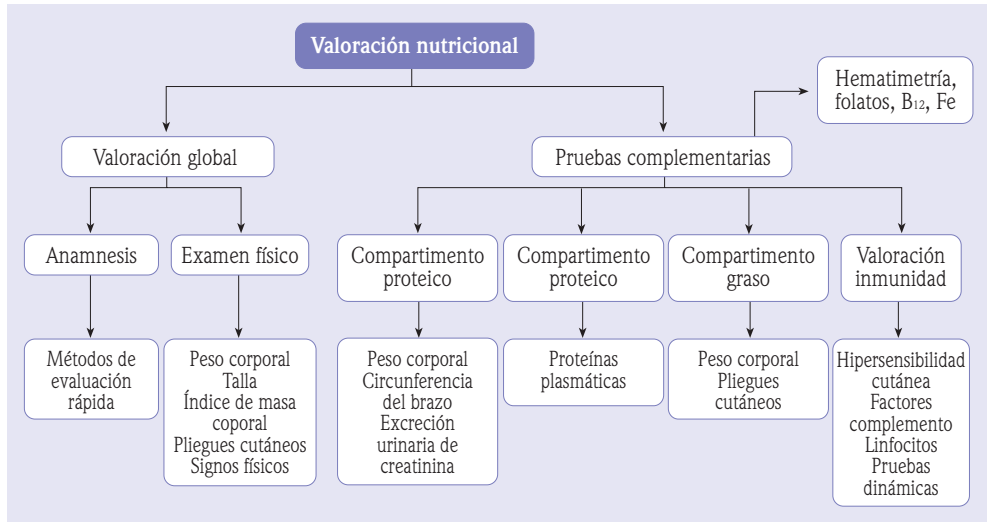 Valoración nutricional
Hematimetría,
folatos, B12, Fe
Valoración global
Pruebas complementarias
Anamnesis
Examen físico
Compartimento
proteico
Compartimento
proteico
Compartimento
graso
Valoración
inmunidad
Métodos de
evaluación
rápida
Peso corporal
Talla
Índice de masa
coporal
Pliegues cutáneos
Signos físicos
Peso corporal
Circunferencia
del brazo
Excreción
urinaria de
creatinina
Proteínas
plasmáticas
Peso corporal
Pliegues
cutáneos
Hipersensibilidad
cutánea
Factores
complemento
Linfocitos
Pruebas
dinámicas